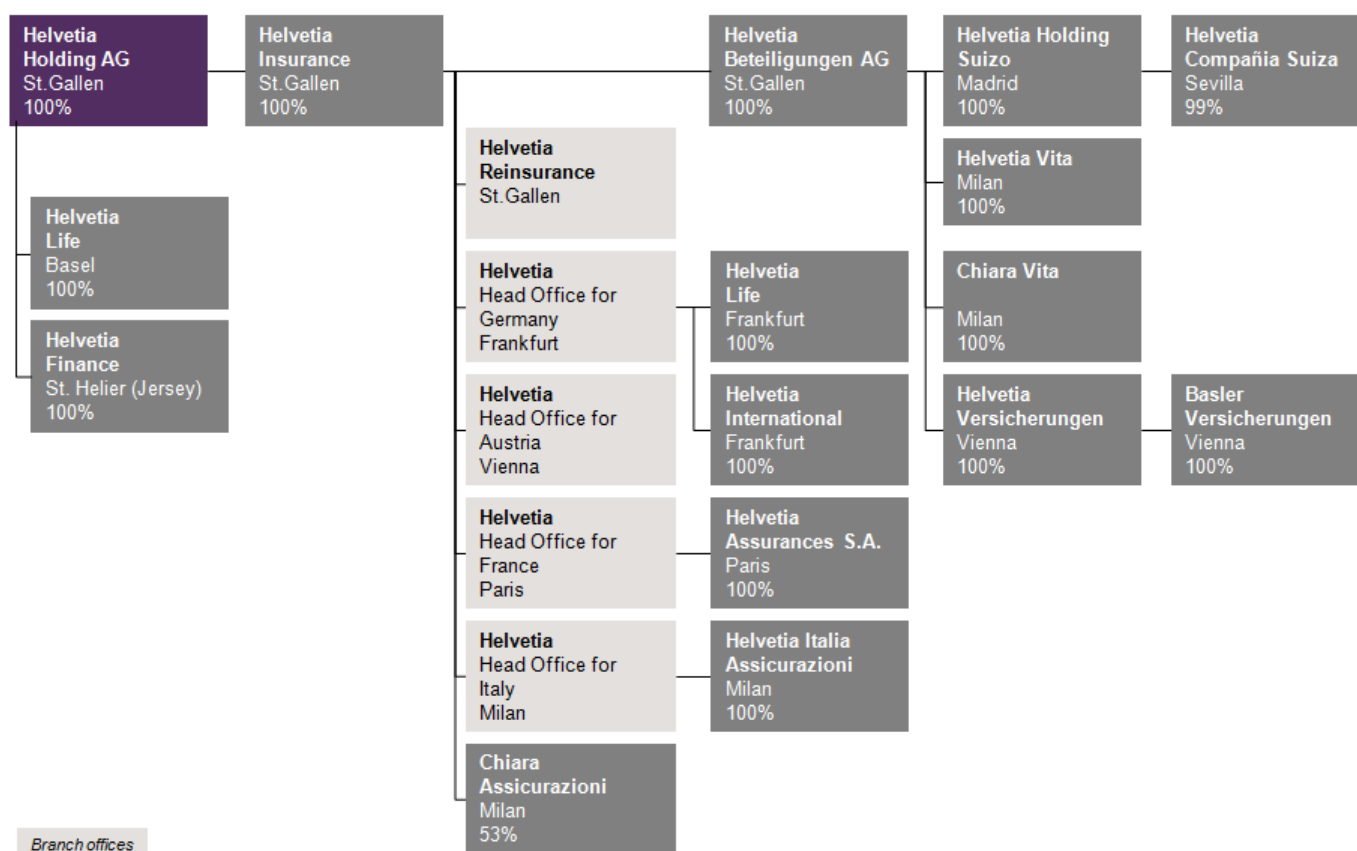 Helvetia
Holding AG
St.Gallen
100%
Helvetia
Insurance
St.Gallen
100%
Helvetia
Beteiligungen AG
St.Gallen
100%
Helvetia Holding
Suizo
Madrid
100%
Helvetia
Compañia Suiza
Sevilla
99%
Helvetia
Reinsurance
St.Gallen
Helvetia Vita
Milan
100%
Helvetia
Life
Basel
100%
Helvetia
Head Office for
Germany
Frankfurt
Helvetia
Life
Frankfurt
100%
Chiara Vita
Milan
100%
Helvetia
Finance
St. Helier (Jersey)
100%
Helvetia
Head Office for
Austria
Vienna
Helvetia
International
Frankfurt
100%
Helvetia
Versicherungen
Vienna
100%
Basler
Versicherungen
Vienna
100%
Helvetia
Head Office for
France
Paris
Helvetia
Assurances S.A.
Paris
100%
Helvetia
Head Office for
Italy
Milan
Helvetia Italia
Assicurazioni
Milan
100%
Chiara
Assicurazioni
Milan
53%
Branch offices